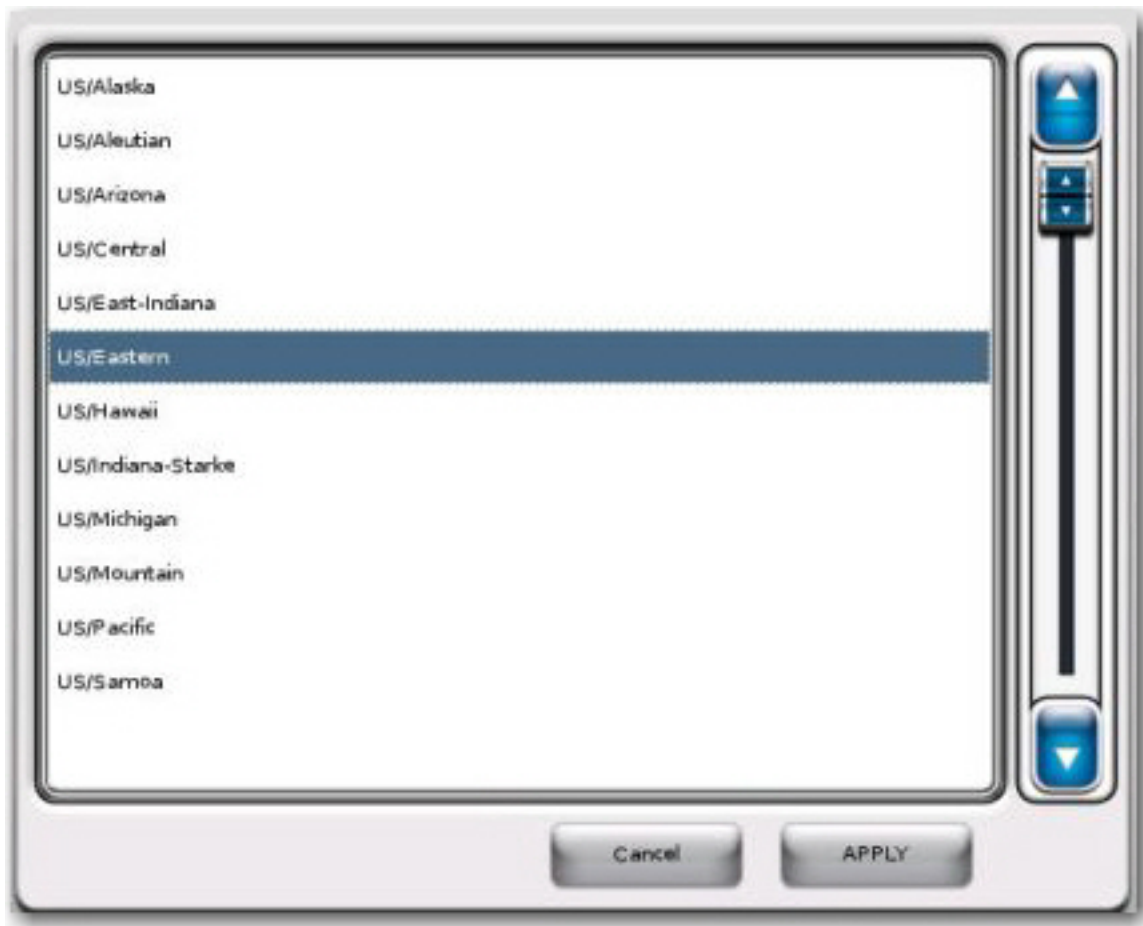 US/Alaska
US/Aleutian
US/Arizona
US/Central
US/East-Indiana
US/Eastern
US/Hawaii
US/Indiana-Starke
US/Michigan
US/Mountain
US/Pacific
US/Samoa
Cancel APPLY